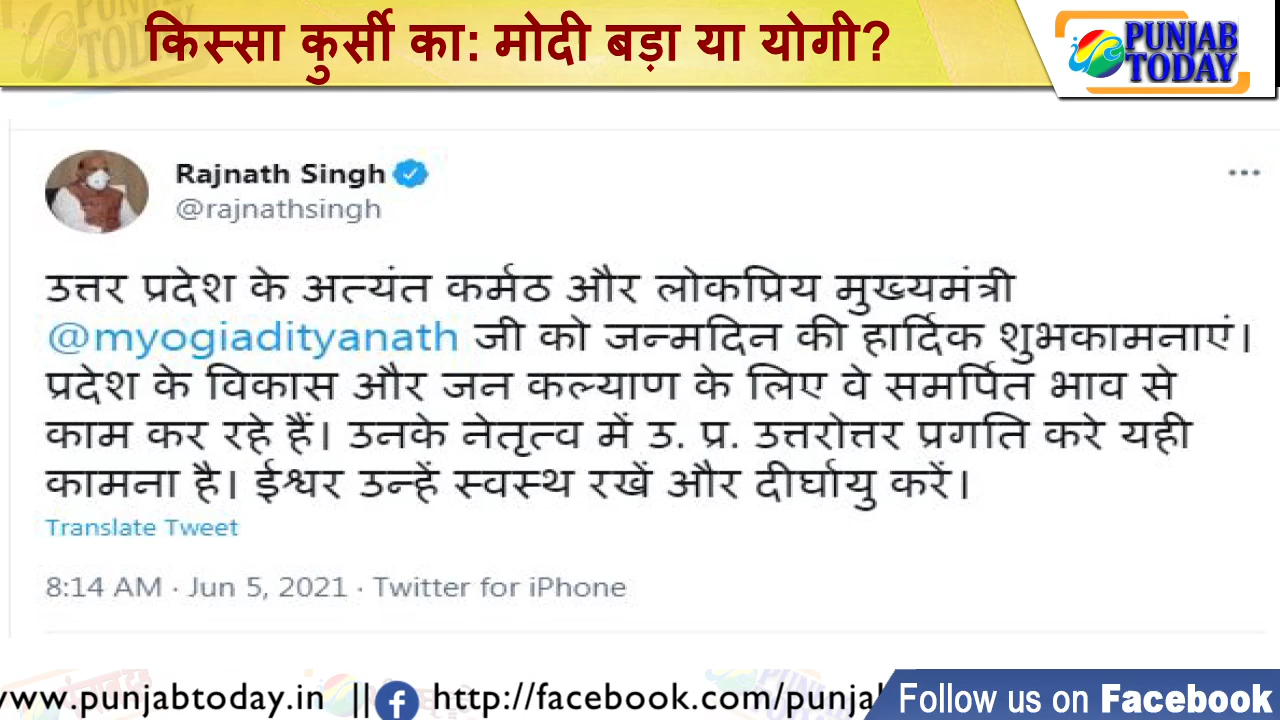 किस्सा कुर्सी का: मोदी बड़ा या योगी?
PUNJAB
TODAY
Rajnath Singh
@rajnathsingh
उत्तर प्रदेश के अत्यंत कर्मठ और लोकप्रिय मुख्यमंत्री
@myogiadityanath जी को जन्मदिन की हार्दिक शुभकामनाएं।
प्रदेश के विकास और जन कल्याण के लिए वे समर्पित भाव से
काम कर रहे हैं। उनके नेतृत्व में उ. प्र. उत्तरोत्तर प्रगति करे यही
कामना है। ईश्वर उन्हें स्वस्थ रखें और दीर्घायु करें।
Translate Tweet
8:14 AM · Jun 5, 2021 · Twitter for iPhone
www.punjabtoday.in || http://facebook.com/punjal
Follow us on Facebook